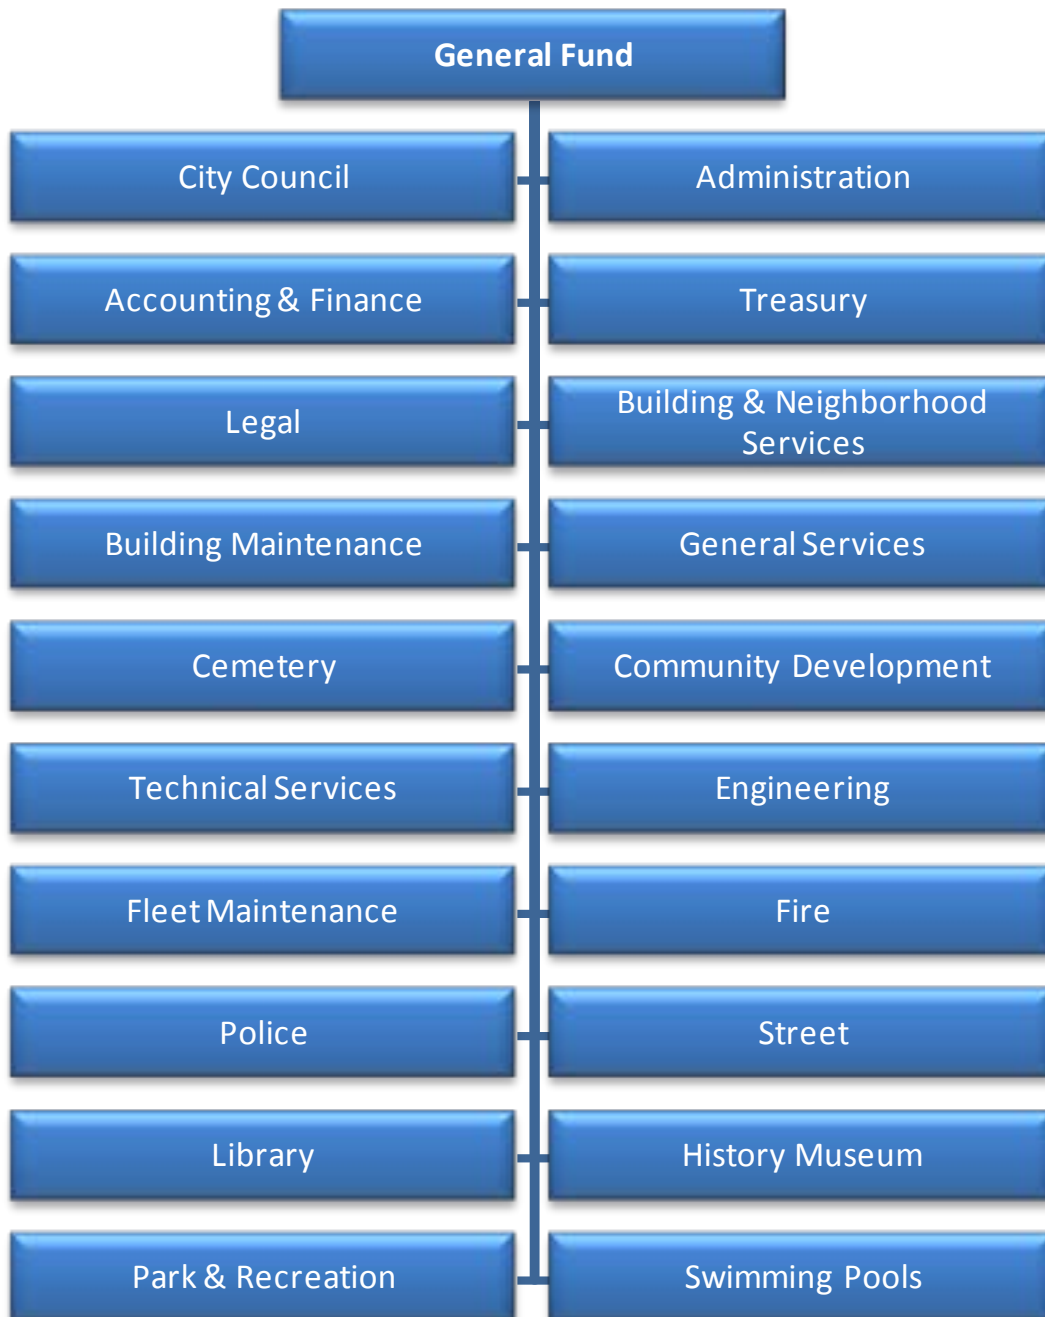 General Fund
City Council
Administration
Accounting & Finance
Treasury
Legal
Building & Neighborhood
Services
Building Maintenance
General Services
Cemetery
Community Development
Technical Services
Engineering
Fleet Maintenance
Fire
Police
Street
Library
History Museum
Park & Recreation
Swimming Pools